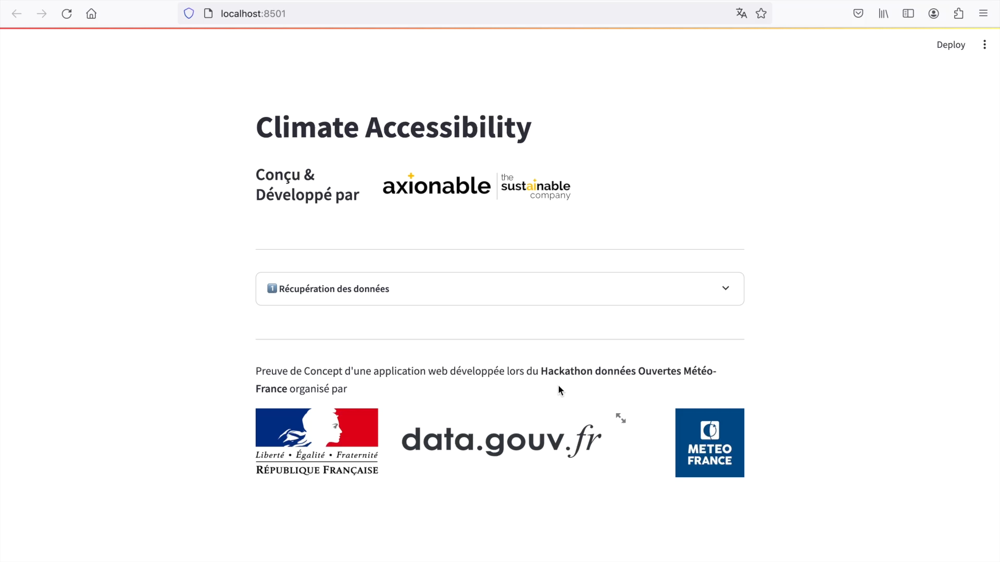 localhost:8501
Deploy
Climate Accessibility
Conçu &
Développé par
axionable
the
sustainable
company
1 Récupération des données
Preuve de Concept d'une application web développée lors du Hackathon données Ouvertes Météo-
France organisé par
Liberté • Égalité • Fraternité
RÉPUBLIQUE FRANÇAISE
data.gouv.fr
METEO
FRANCE